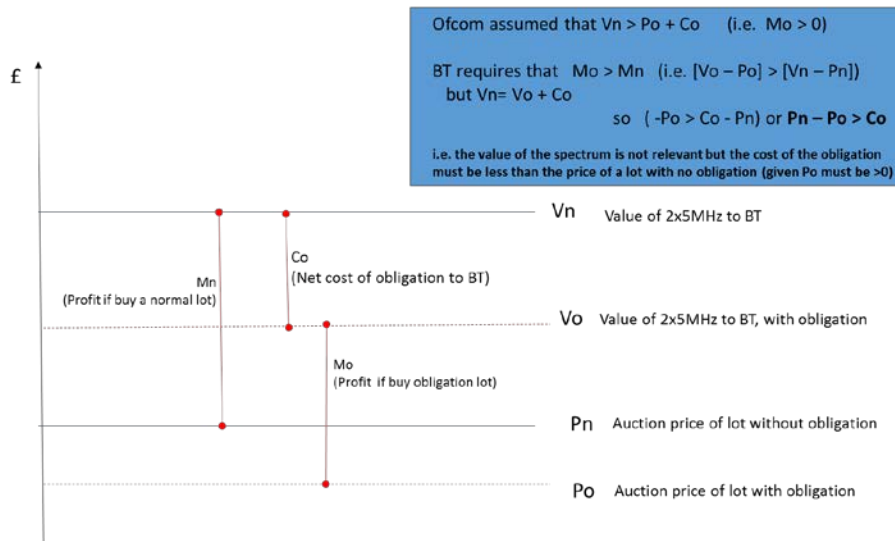 Ofcom assumed that Vn > Po + Co (i.e. Mo > 0)
BT requires that Mo > Mn (i.e. [Vo – Po] > [Vn – Pn])
but Vn= Vo + Co
so ( -Po > Co - Pn) or Pn – Po > Co
i.e. the value of the spectrum is not relevant but the cost of the obligation
must be less than the price of a lot with no obligation (given Po must be >0)
£
Vn Value of 2x5MHz to BT
Co
(Net cost of obligation to BT)
Mn
(Profit if buy a normal lot)
Vo Value of 2x5MHz to BT, with obligation
Mo
(Profit if buy obligation lot)
Pn Auction price of lot without obligation
Po Auction price of lot with obligation